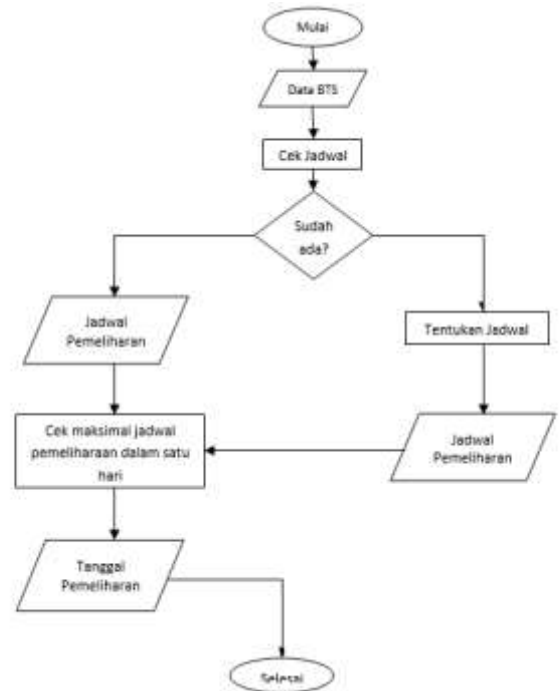 Mulai
Data BTS
Cek Jadwal
Sudah
ada?
Jadwal
Pemeliharan
Tentukan Jadwal
Cek maksimal jadwal
pemeliharaan dalam satu
hari
Jadwal
Pemeliharan
Tanggal
Pemeliharan
Selesai